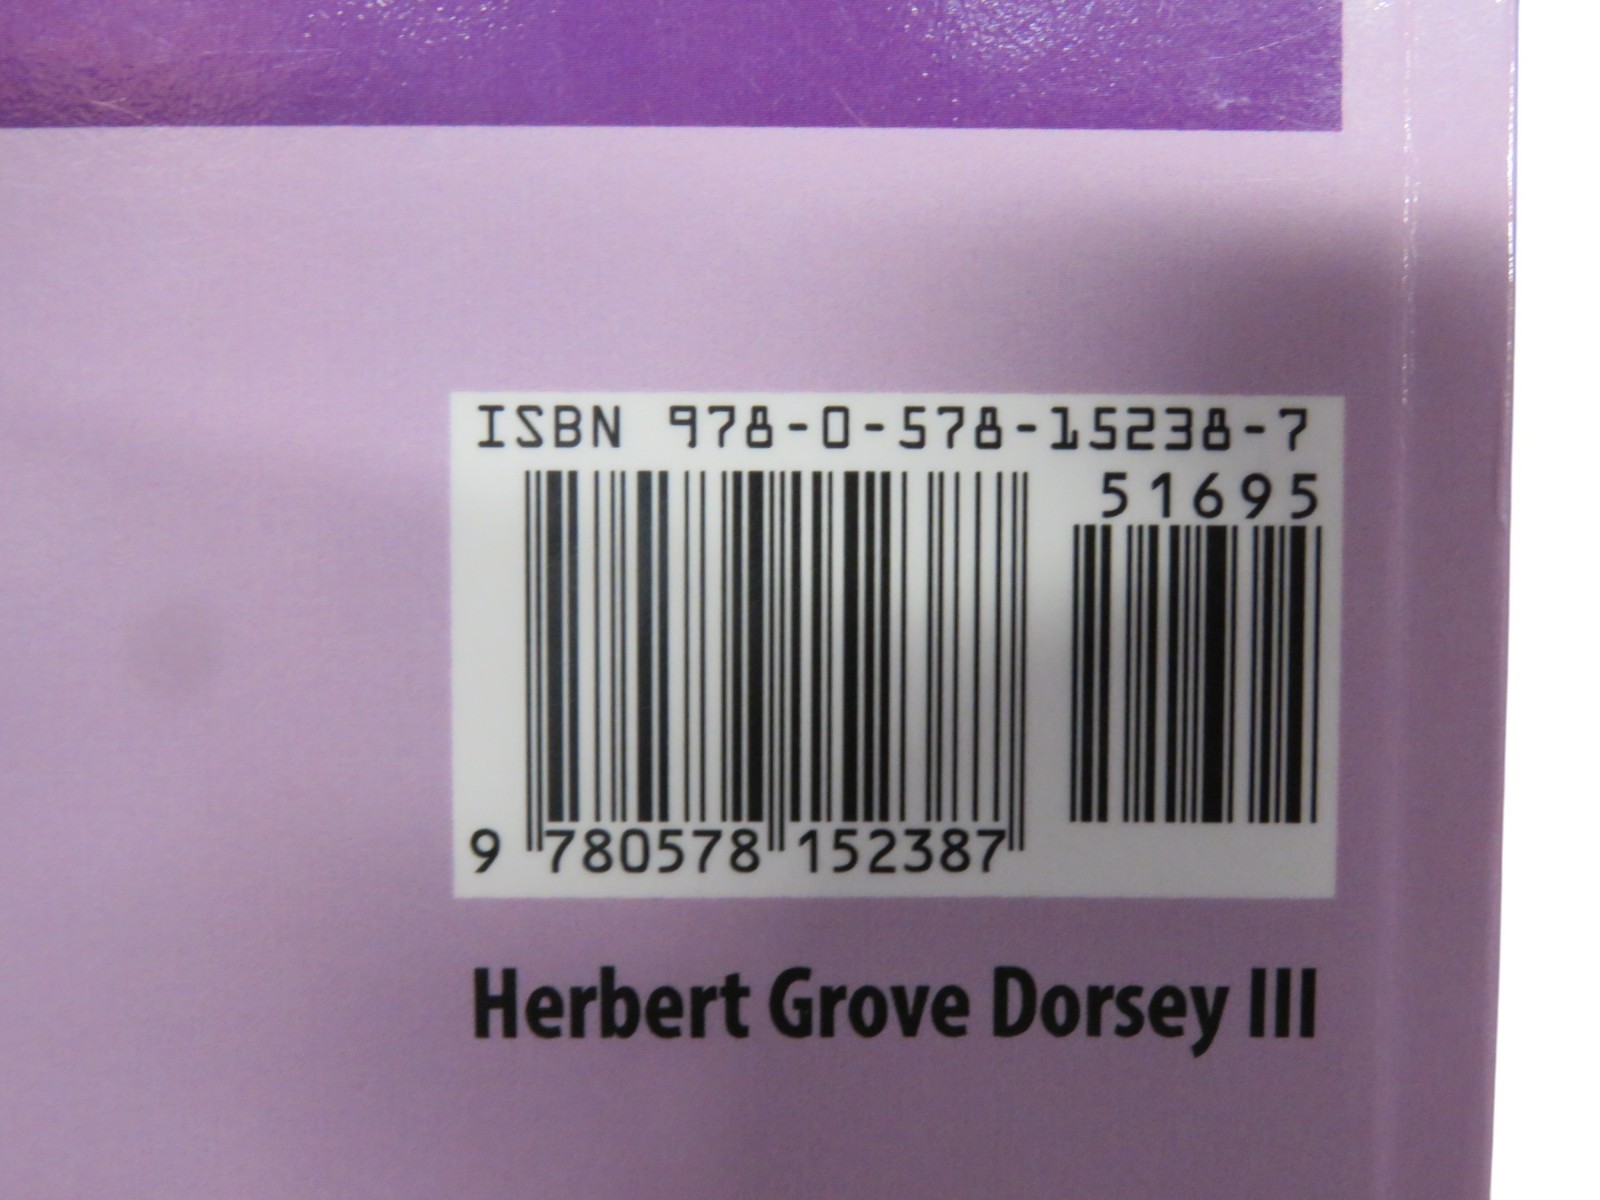 ISBN 978-0-578-15238-7
51695
9 780578 152387
Herbert Grove Dorsey III